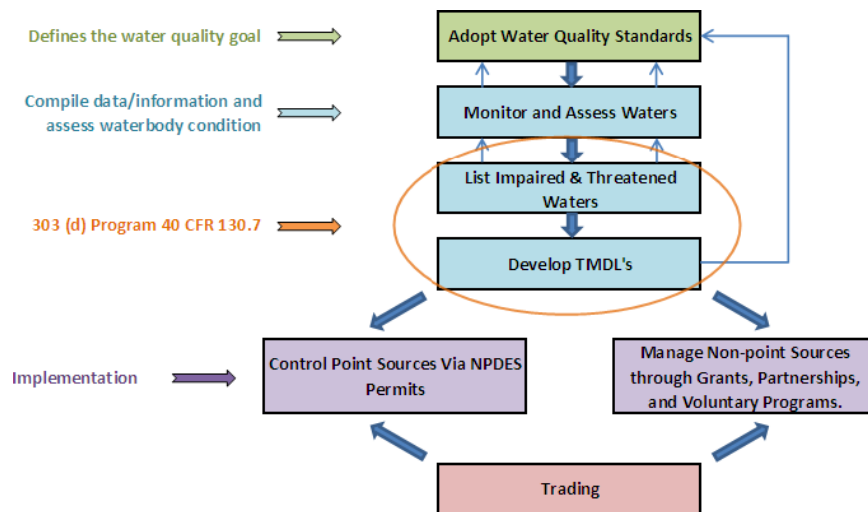 Defines the water quality goal
Adopt Water Quality Standards
Compile data/information and
assess waterbody condition
Monitor and Assess Waters
List Impaired & Threatened
Waters
303 (d) Program 40 CFR 130.7
Develop TMDL's
Implementation
Control Point Sources Via NPDES
Permits
Manage Non-point Sources
through Grants, Partnerships,
and Voluntary Programs.
Trading